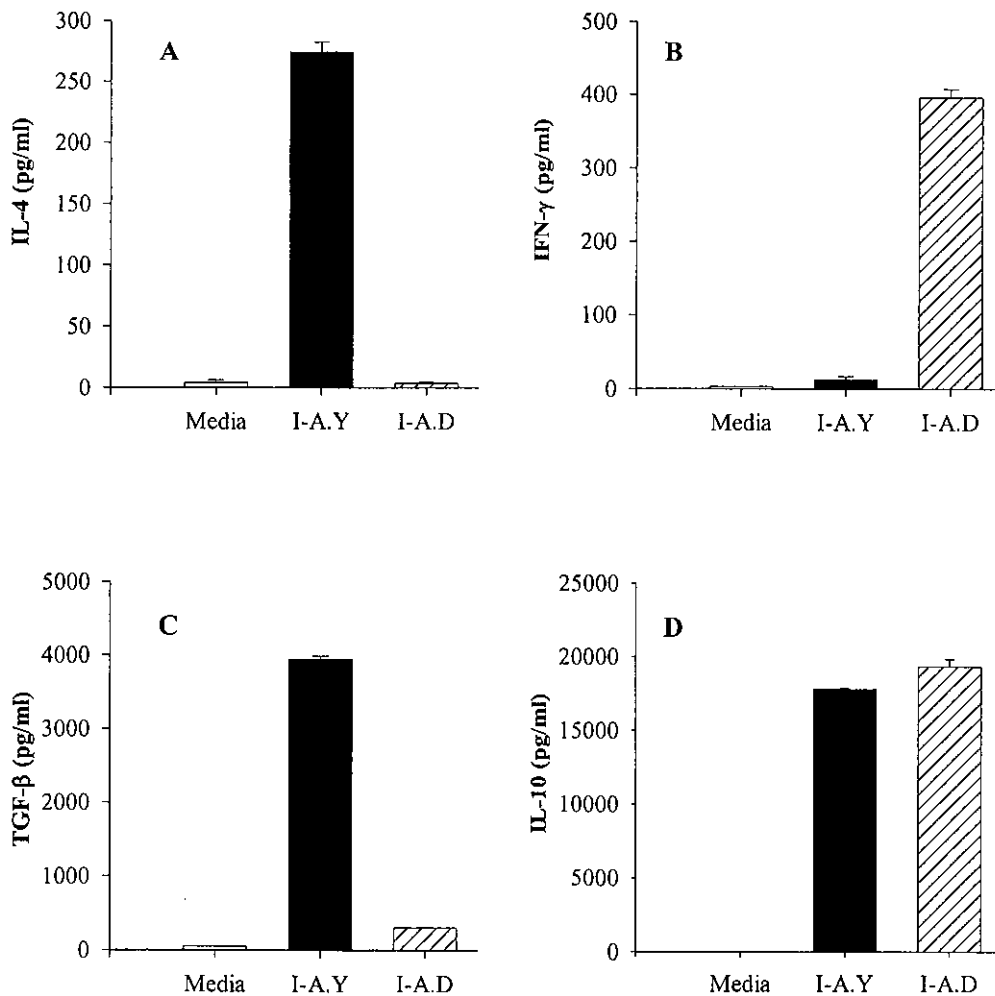 A
IL-4 (pg/ml)
300
250
200
150
100
50
0
Media I-A.Y I-A.D
B
IFN-γ (pg/ml)
500
400
300
200
100
0
Media I-A.Y I-A.D
C
TGF-β (pg/ml)
5000
4000
3000
2000
1000
0
Media I-A.Y I-A.D
D
IL-10 (pg/ml)
25000
20000
15000
10000
5000
0
Media I-A.Y I-A.D